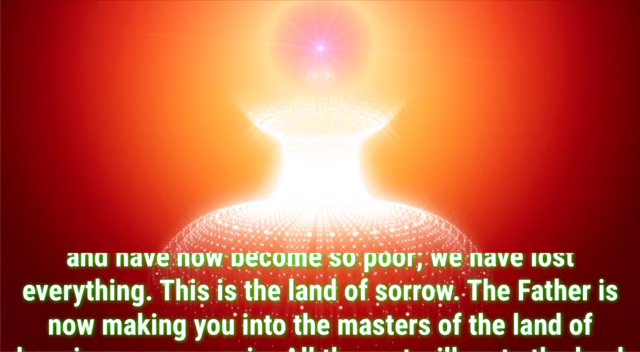 and have now become so poor; we have lost
everything. This is the land of sorrow. The Father is
now making you into the masters of the land of